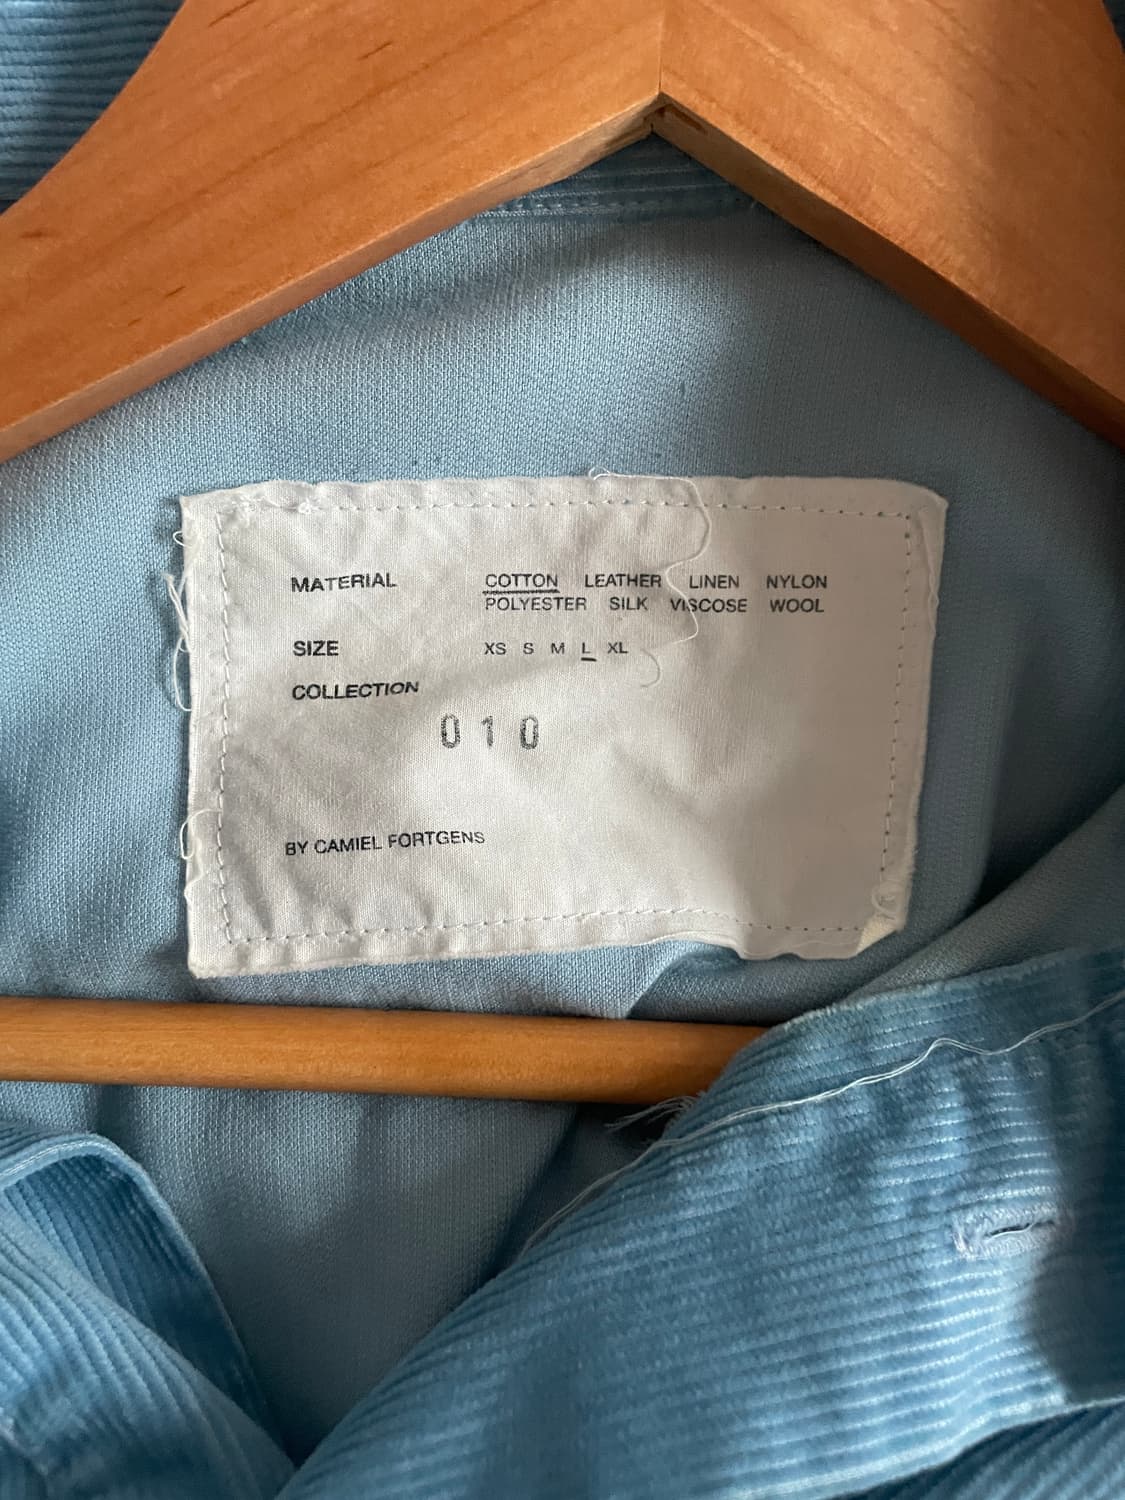 MATERIAL COTTON LEATHER LINEN NYLON
POLYESTER SILK VISCOSE WOOL
SIZE XS S M L XL
COLLECTION
010
BY CAMIEL FORTGENS